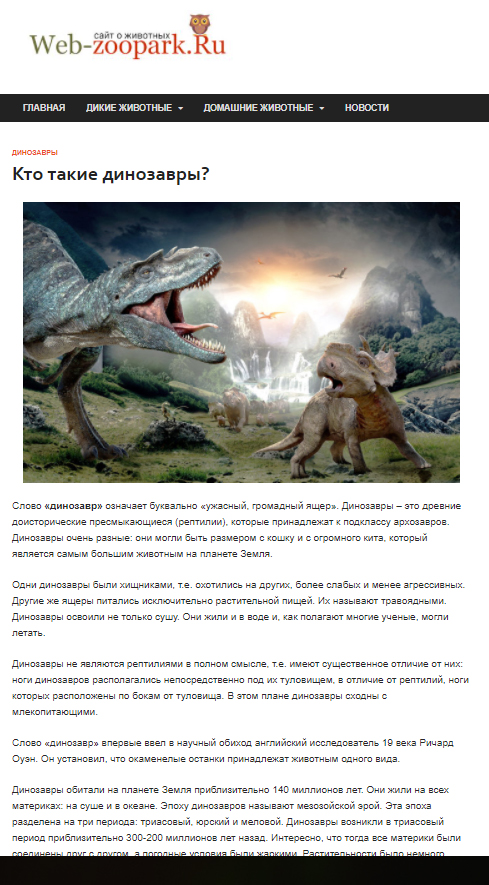 сайт о животных
Web-zoopark.Ru
ГЛАВНАЯ ДИКИЕ ЖИВОТНЫЕ ДОМАШНИЕ ЖИВОТНЫЕ НОВОСТИ
ДИНОЗАВРЫ
Кто такие динозавры?
Слово «динозавр» означает буквально «ужасный, громадный ящер». Динозавры – это древние
доисторические пресмыкающиеся (рептилии), которые принадлежат к подклассу архозавров.
Динозавры очень разные: они могли быть размером с кошку и с огромного кита, который
является самым большим животным на планете Земля.
Одни динозавры были хищниками, т.е. охотились на других, более слабых и менее агрессивных.
Другие же ящеры питались исключительно растительной пищей. Их называют травоядными.
Динозавры освоили не только сушу. Они жили и в воде и, как полагают многие ученые, могли
летать.
Динозавры не являются рептилиями в полном смысле, т.е. имеют существенное отличие от них:
ноги динозавров располагались непосредственно под их туловищем, в отличие от рептилий, ноги
которых расположены по бокам от туловища. В этом плане динозавры сходны с
млекопитающими.
Слово «динозавр» впервые ввел в научный обиход английский исследователь 19 века Ричард
Оуэн. Он установил, что окаменелые останки принадлежат животным одного вида.
Динозавры обитали на планете Земля приблизительно 140 миллионов лет. Они жили на всех
материках: на суше и в океане. Эпоху динозавров называют мезозойской эрой. Эта эпоха
разделена на три периода: триасовый, юрский и меловой. Динозавры возникли в триасовый
период приблизительно 300-200 миллионов лет назад. Интересно, что тогда все материки были
соединены друг с другом, а погодные условия были жаркими. Растительности было немного